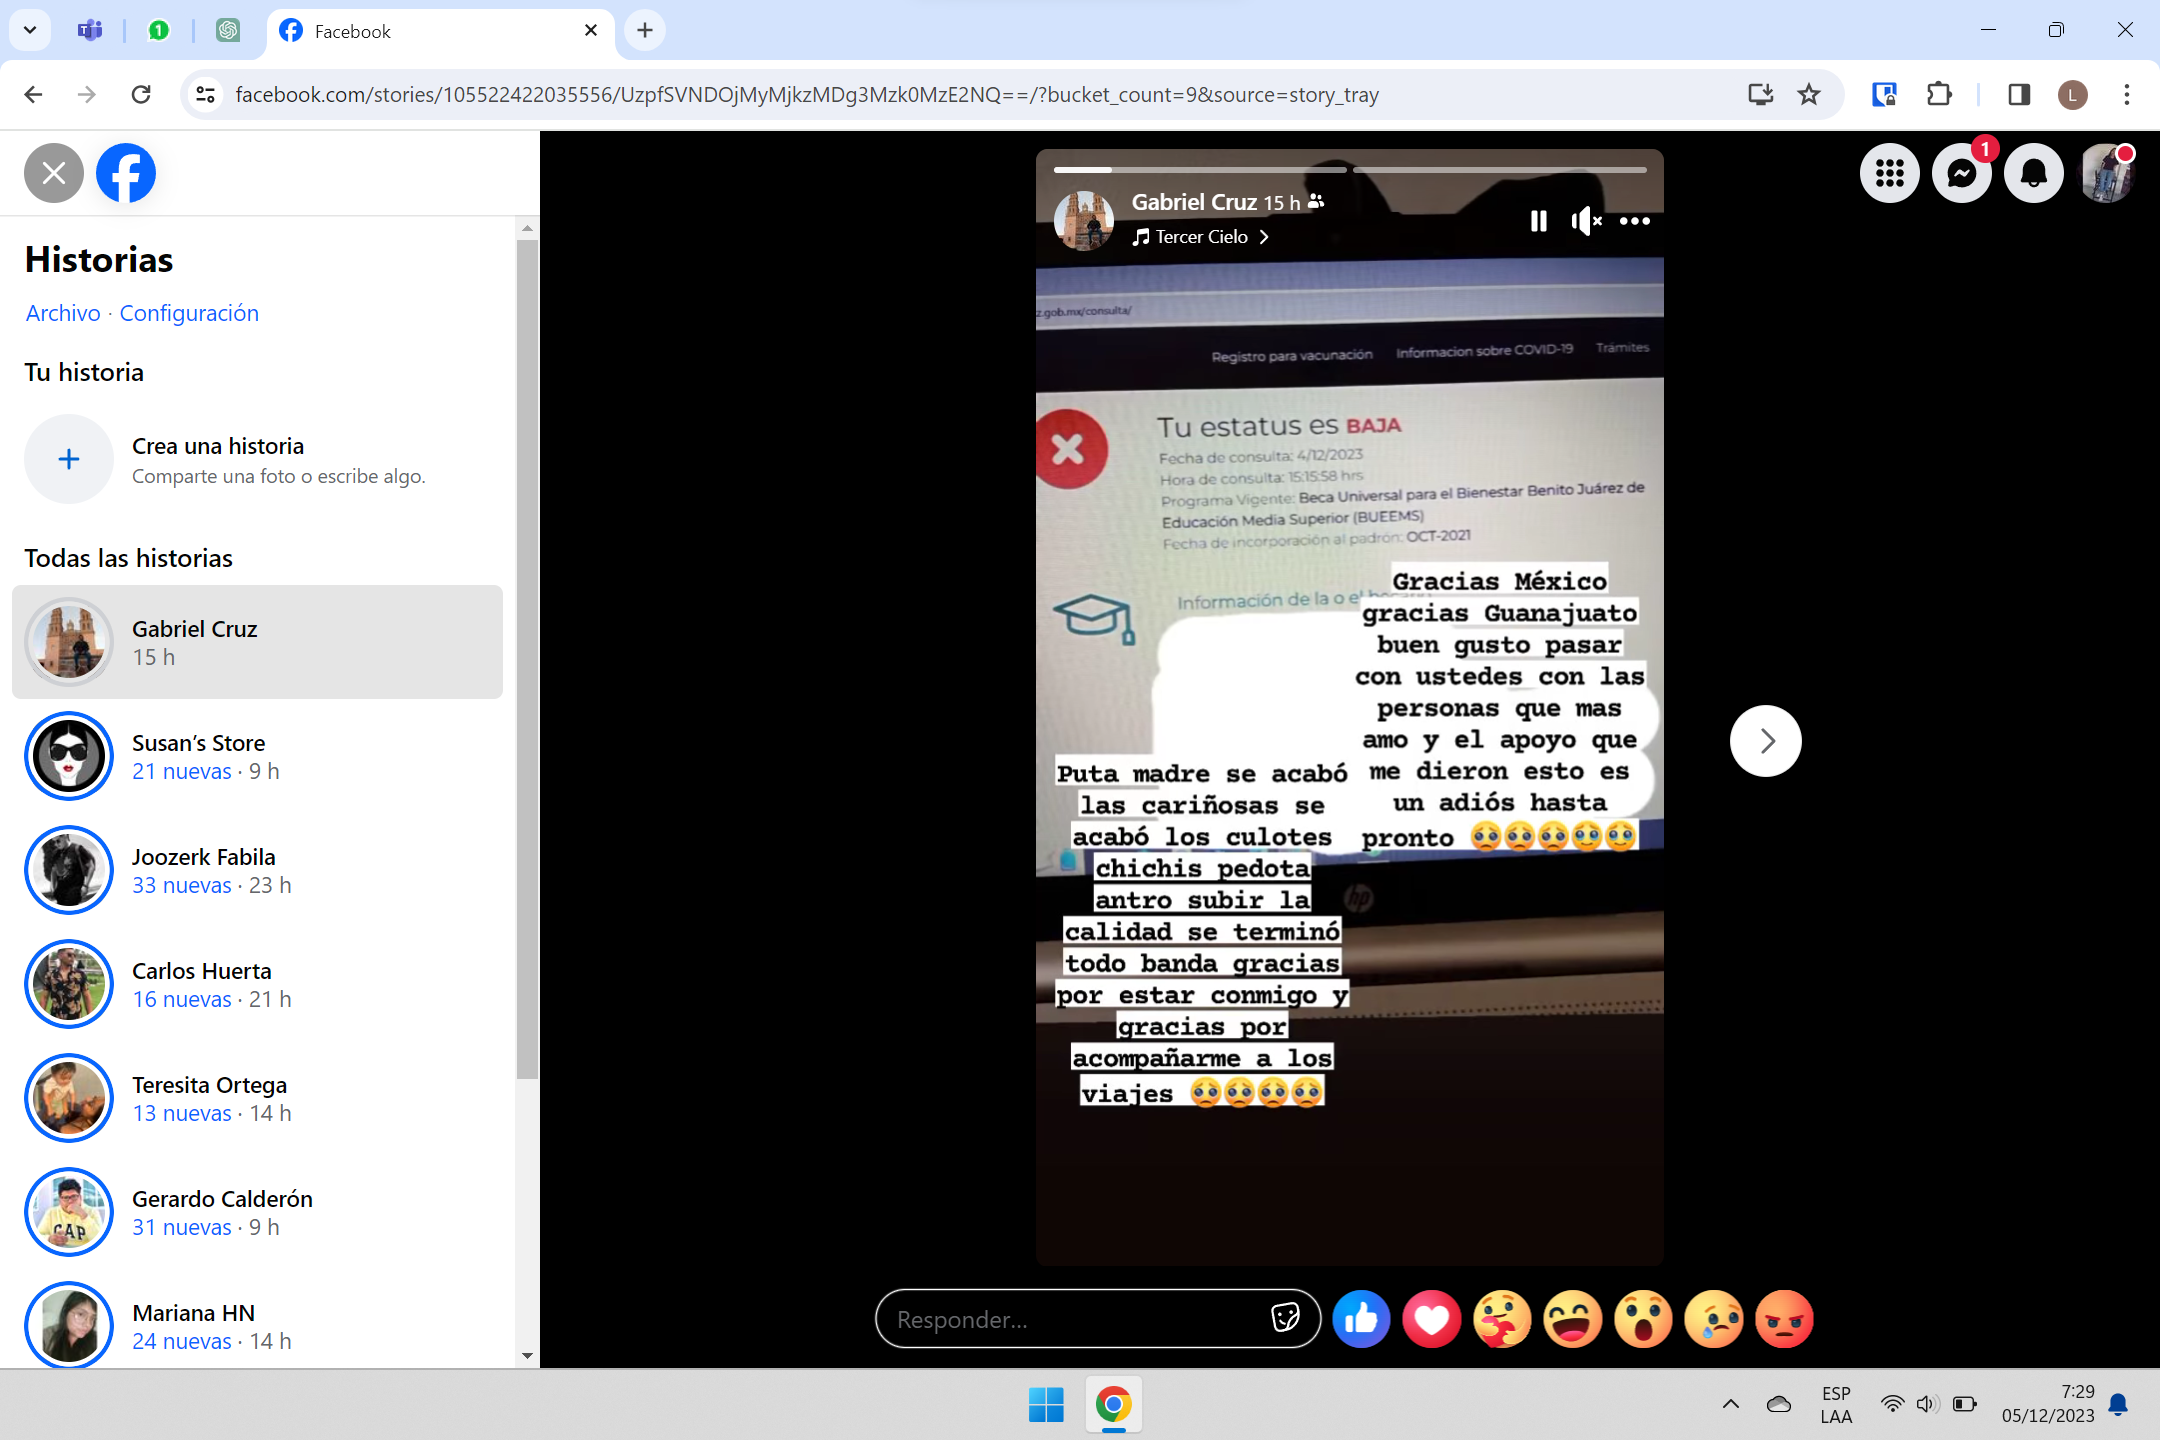 1
Facebook
facebook.com/stories/105522422035556/UzpfSVNDOjMyMjkzMDg3Mzk0MzE2NQ==/?bucket_count=9&source=story_tray
L
1
Historias
Archivo · Configuración
Tu historia
Crea una historia
Comparte una foto o escribe algo.
Todas las historias
Gabriel Cruz
15 h
Susan's Store
21 nuevas · 9 h
Joozerk Fabila
33 nuevas · 23 h
Carlos Huerta
16 nuevas · 21 h
Teresita Ortega
13 nuevas · 14 h
Gerardo Calderón
31 nuevas · 9 h
GAP
Mariana HN
24 nuevas · 14 h
Gabriel Cruz 15 h
Tercer Cielo
z.gob.mx/consulta/
Registro para vacunación Informacion sobre COVID-19 Trámites
Tu estatus es BAJA
Fecha de consulta: 4/12/2023
Hora de consulta: 15:15:58 hrs
Programa Vigente: Beca Universal para el Bienestar Benito Juárez de
Educación Media Superior (BUEEMS)
Fecha de incorporación al padrón: OCT-2021
Información de la o el
Gracias México
gracias Guanajuato
buen gusto pasar
con ustedes con las
personas que mas
amo y el apoyo que
me dieron esto es
un adiós hasta
pronto 🥺🥺🥺🥹🥹
Puta madre se acabó
las cariñosas se
acabó los culotes
chichis pedota
antro subir la
calidad se terminó
todo banda gracias
por estar conmigo y
gracias por
acompañarme a los
viajes 🥺🥺🥺🥺
hp
Responder...
ESP
LAA
7:29
05/12/2023